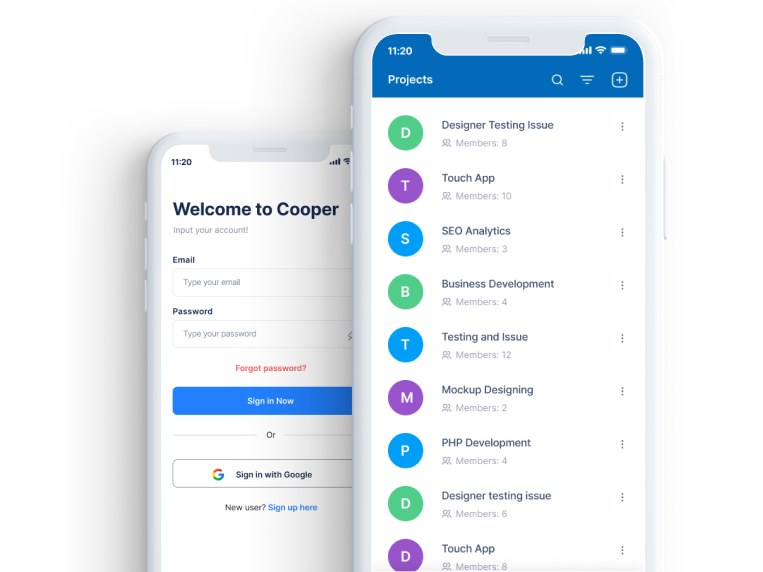 11:20
Welcome to Cooper
Input your account!
Email
Type your email
Password
Type your password
Forgot password?
Sign in Now
Or
G
Sign in with Google
New user? Sign up here
11:20
Projects
D
Designer Testing Issue
Members: 8
T
Touch App
Members: 10
S
SEO Analytics
Members: 3
B
Business Development
Members: 4
T
Testing and Issue
Members: 12
M
Mockup Designing
Members: 2
P
PHP Development
Members: 4
D
Designer testing issue
Members: 6
D
Touch App
Members: 8